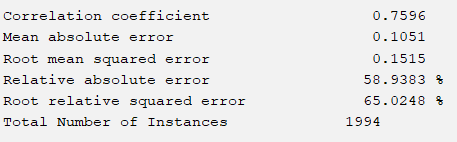 Correlation coefficient 0.7596
Mean absolute error 0.1051
Root mean squared error 0.1515
Relative absolute error 58.9383 %
Root relative squared error 65.0248 %
Total Number of Instances 1994